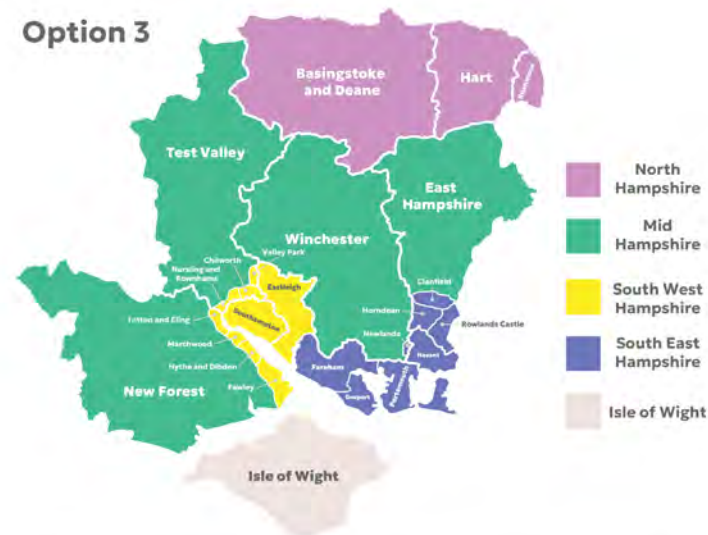 Option 3
Basingstoke
and Deane
Hart
Rushmoor
Test Valley
East
Hampshire
Winchester
Valley Park
Chilworth
Nursling and
Rownhams
Eastleigh
Southampton
Totton and Eling
Marchwood
Hythe and Dibden
Fawley
New Forest
Clanfield
Horndean
Rowlands Castle
Newlands
Havant
Fareham
Gosport
Portsmouth
Isle of Wight
North
Hampshire
Mid
Hampshire
South West
Hampshire
South East
Hampshire
Isle of Wight